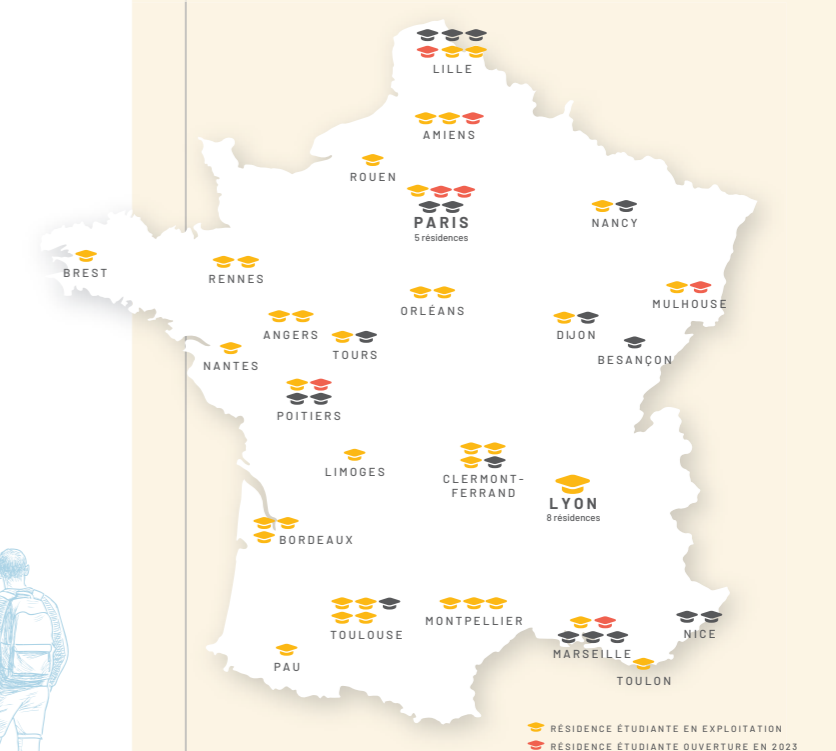 LILLE
AMIENS
ROUEN
PARIS
5 résidences
NANCY
BREST
RENNES
MULHOUSE
ORLÉANS
ANGERS
DIJON
TOURS
BESANÇON
NANTES
POITIERS
LIMOGES
CLERMONT-
FERRAND
LYON
8 résidences
BORDEAUX
MONTPELLIER
TOULOUSE
NICE
MARSEILLE
PAU
TOULON
RÉSIDENCE ÉTUDIANTE EN EXPLOITATION
RÉSIDENCE ÉTUDIANTE OUVERTURE EN 2023